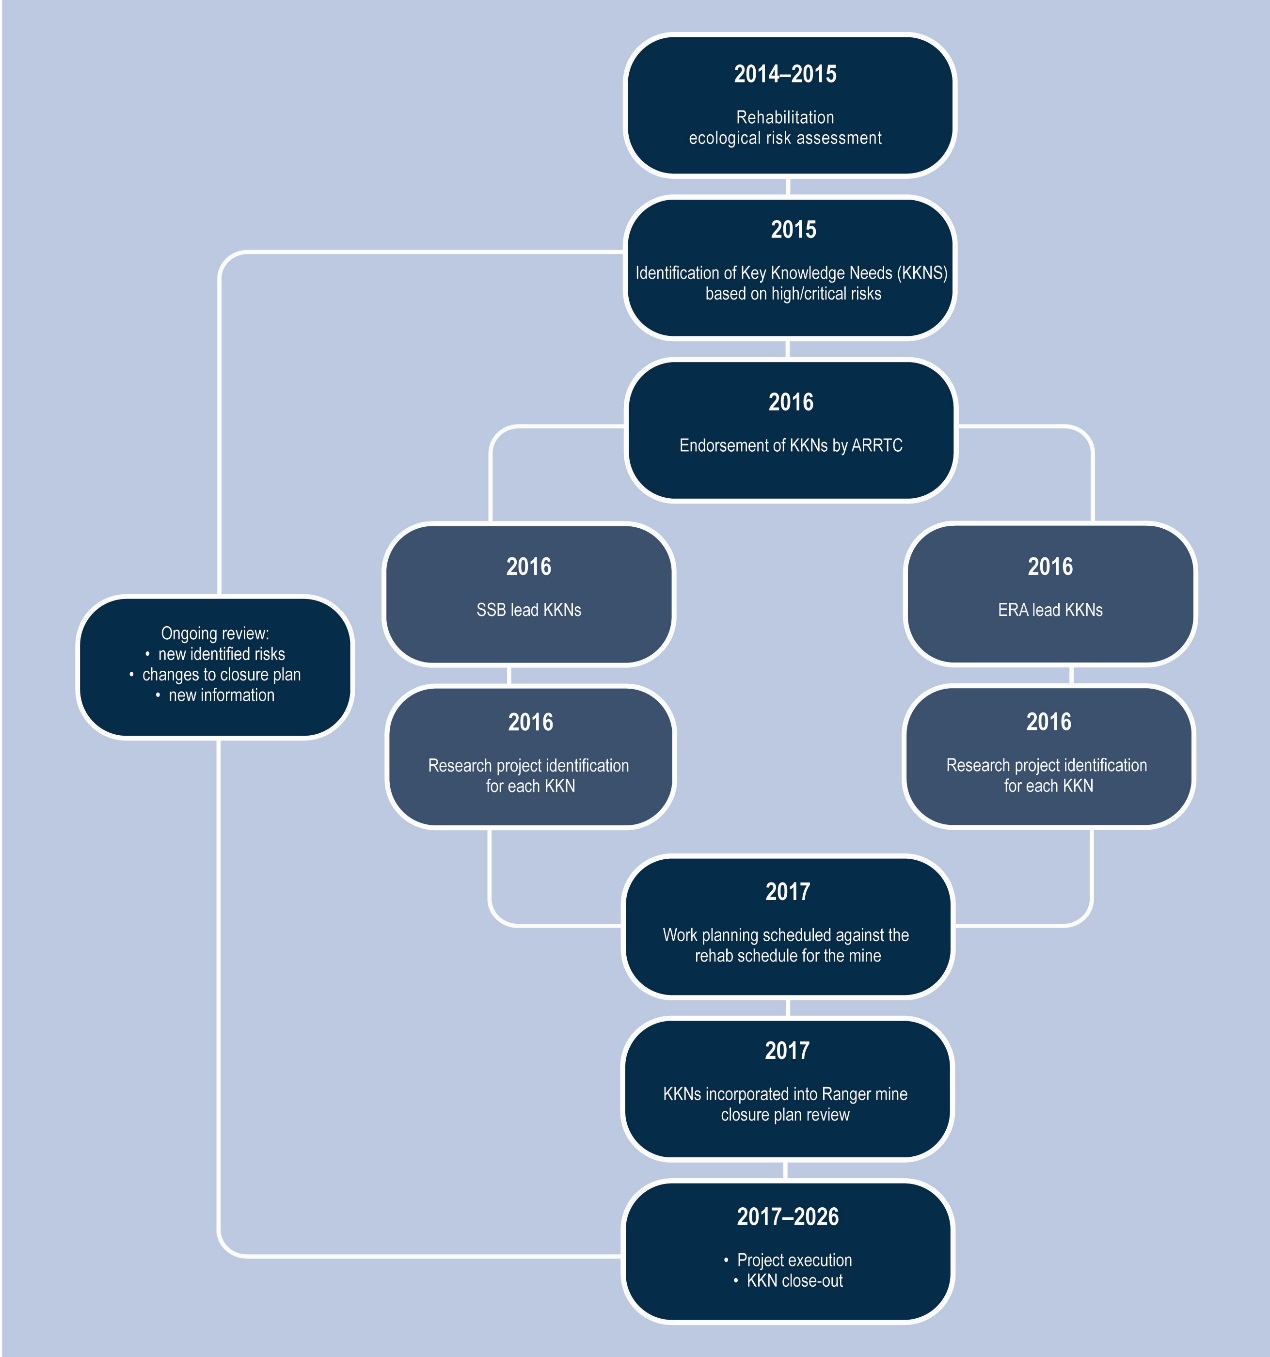 2014–2015
Rehabilitation
ecological risk assessment
2015
Identification of Key Knowledge Needs (KKNS)
based on high/critical risks
2016
Endorsement of KKNs by ARRTC
2016
SSB lead KKNs
2016
ERA lead KKNs
Ongoing review:
• new identified risks
• changes to closure plan
• new information
2016
Research project identification
for each KKN
2016
Research project identification
for each KKN
2017
Work planning scheduled against the
rehab schedule for the mine
2017
KKNs incorporated into Ranger mine
closure plan review
2017–2026
• Project execution
• KKN close-out